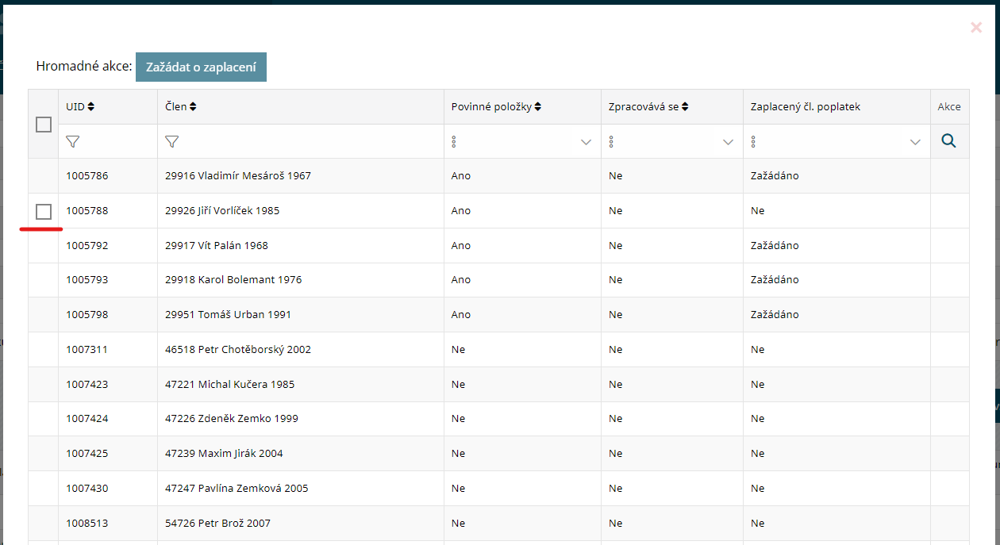 Hromadné akce: Zažádat o zaplacení
UID Člen Povinné položky Zpracovává se Zaplacený čl. poplatek Akce
1005786 29916 Vladimír Mesároš 1967 Ano Ne Zažádáno
1005788 29926 Jiří Vorlíček 1985 Ano Ne Ne
1005792 29917 Vít Palán 1968 Ano Ne Zažádáno
1005793 29918 Karol Bolemant 1976 Ano Ne Zažádáno
1005798 29951 Tomáš Urban 1991 Ano Ne Zažádáno
1007311 46518 Petr Chotěborský 2002 Ne Ne Ne
1007423 47221 Michal Kučera 1985 Ne Ne Ne
1007424 47226 Zdeněk Zemko 1999 Ne Ne Ne
1007425 47239 Maxim Jirák 2004 Ne Ne Ne
1007430 47247 Pavlína Zemková 2005 Ne Ne Ne
1008513 54726 Petr Brož 2007 Ne Ne Ne